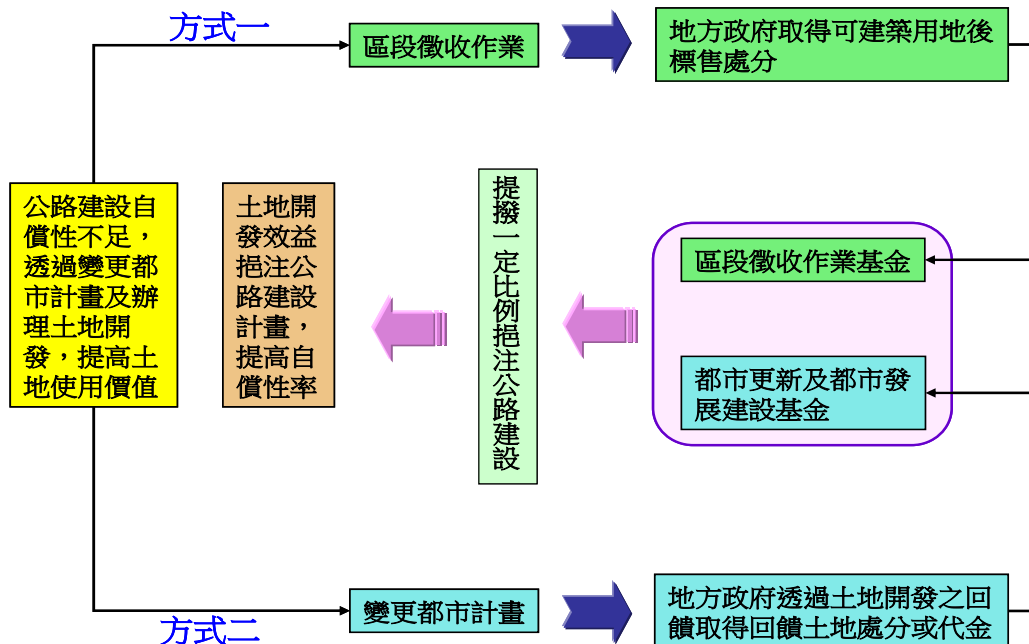 方式一
區段徵收作業
地方政府取得可建築用地後
標售處分
公路建設自
償性不足，
透過變更都
市計畫及辦
理土地開
發，提高土
地使用價值
土地開
發效益
挹注公
路建設
計畫，
提高自
償性率
提撥一定比例挹注公路建設
區段徵收作業基金
都市更新及都市發
展建設基金
方式二
變更都市計畫
地方政府透過土地開發之回
饋取得回饋土地處分或代金